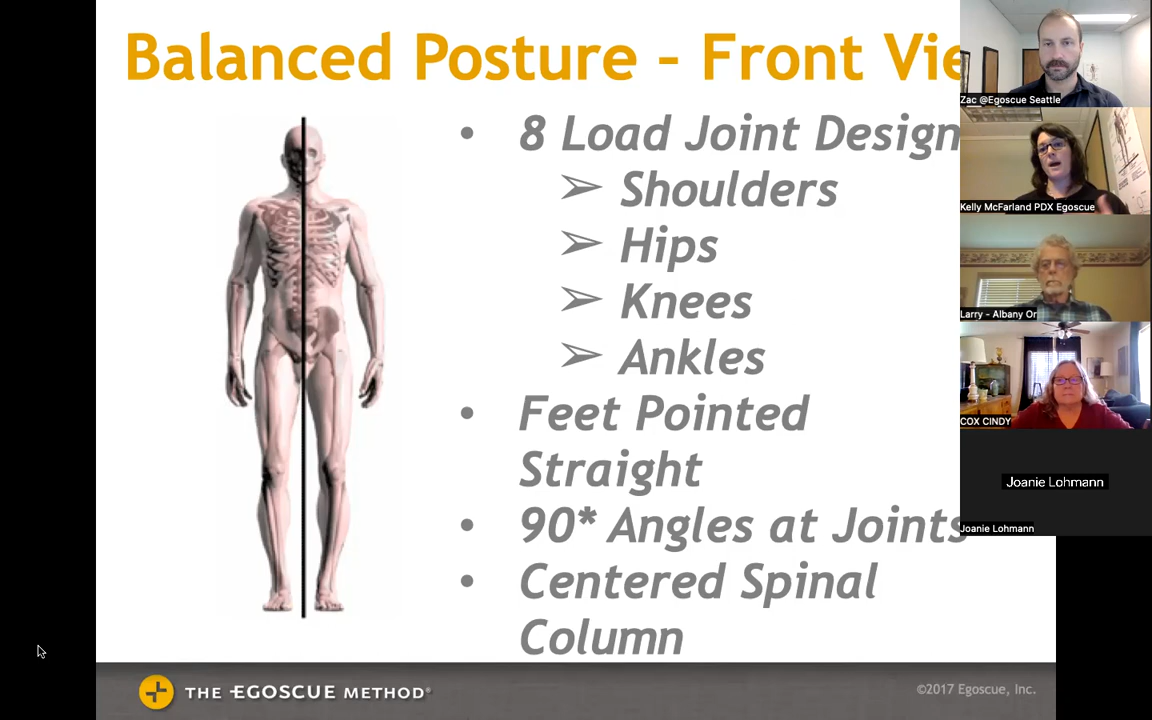 Balanced Posture - Front Vie
• 8 Load Joint Design
➢ Shoulders
➢ Hips
➢ Knees
➢ Ankles
• Feet Pointed
Straight
• 90* Angles at Joints
• Centered Spinal
Column
THE EGOSCUE METHOD®
©2017 Egoscue, Inc.
Zac @Egoscue Seattle
Kelly McFarland PDX Egoscue
Larry - Albany Or
COX CINDY
Joanie Lohmann
Joanie Lohmann